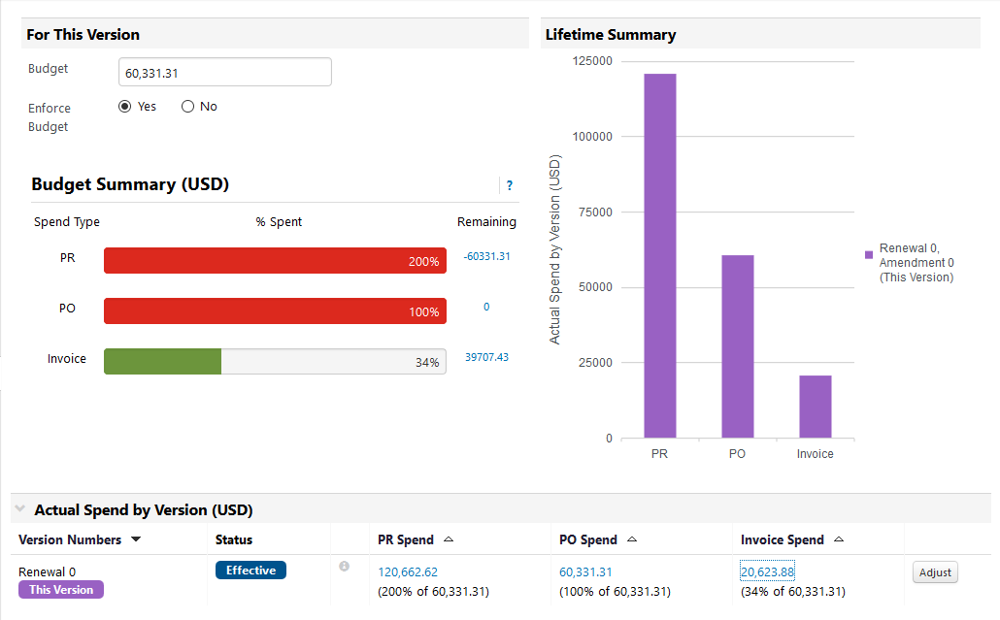 For This Version
Budget
60,331.31
Enforce
Budget
Yes
No
Budget Summary (USD)
?
Spend Type
% Spent
Remaining
PR
200%
-60331.31
PO
100%
0
Invoice
34%
39707.43
Lifetime Summary
Actual Spend by Version (USD)
125000
100000
75000
50000
25000
0
PR
PO
Invoice
Renewal 0,
Amendment 0
(This Version)
Actual Spend by Version (USD)
Version Numbers
Status
PR Spend
PO Spend
Invoice Spend
Renewal 0
This Version
Effective
120,662.62
(200% of 60,331.31)
60,331.31
(100% of 60,331.31)
20,623.88
(34% of 60,331.31)
Adjust